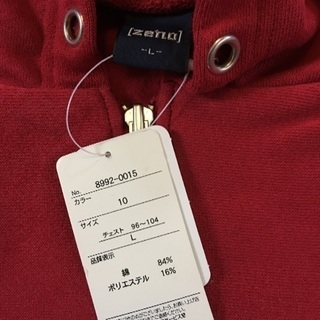 [zeno]
-L-
No. 8992-0015
カラー
10
サイズ
チェスト 96〜104
L
品質表示
綿 84%
ポリエステル 16%